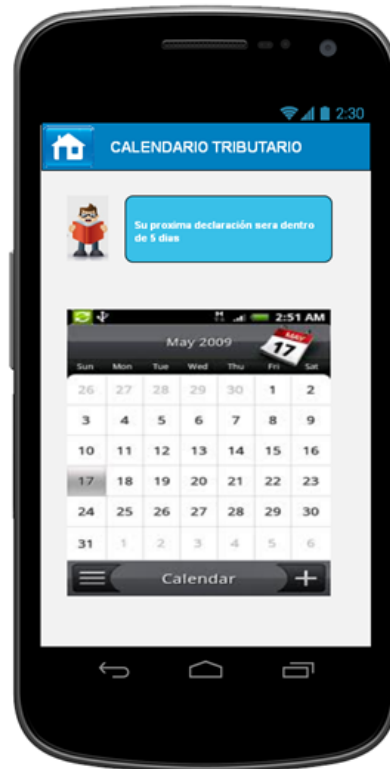 2:30
CALENDARIO TRIBUTARIO
Su proxima declaración sera dentro
de 5 dias
H 2:51 AM
May 2009
MAY
17
Sun Mon Tue Wed Thu Fri Sat
26 27 28 29 30 1 2
3 4 5 6 7 8 9
10 11 12 13 14 15 16
17 18 19 20 21 22 23
24 25 26 27 28 29 30
31 1 2 3 4 5 6
Calendar